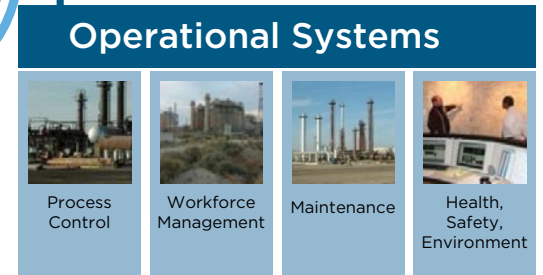 Operational Systems
Process
Control
Workforce
Management
Maintenance
Health,
Safety,
Environment